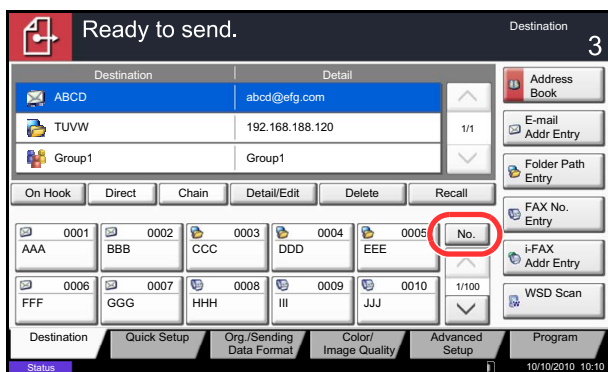 Ready to send.
Destination
3
Destination Detail
ABCD abcd@efg.com
TUVW 192.168.188.120
1/1
Group1 Group1
Address Book
E-mail Addr Entry
Folder Path Entry
FAX No. Entry
i-FAX Addr Entry
WSD Scan
On Hook Direct Chain Detail/Edit Delete Recall
0001 0002 0003 0004 0005 No.
AAA BBB CCC DDD EEE
0006 0007 0008 0009 0010 1/100
FFF GGG HHH III JJJ
Destination Quick Setup Org./Sending Data Format Color/ Image Quality Advanced Setup Program
Status 10/10/2010 10:10